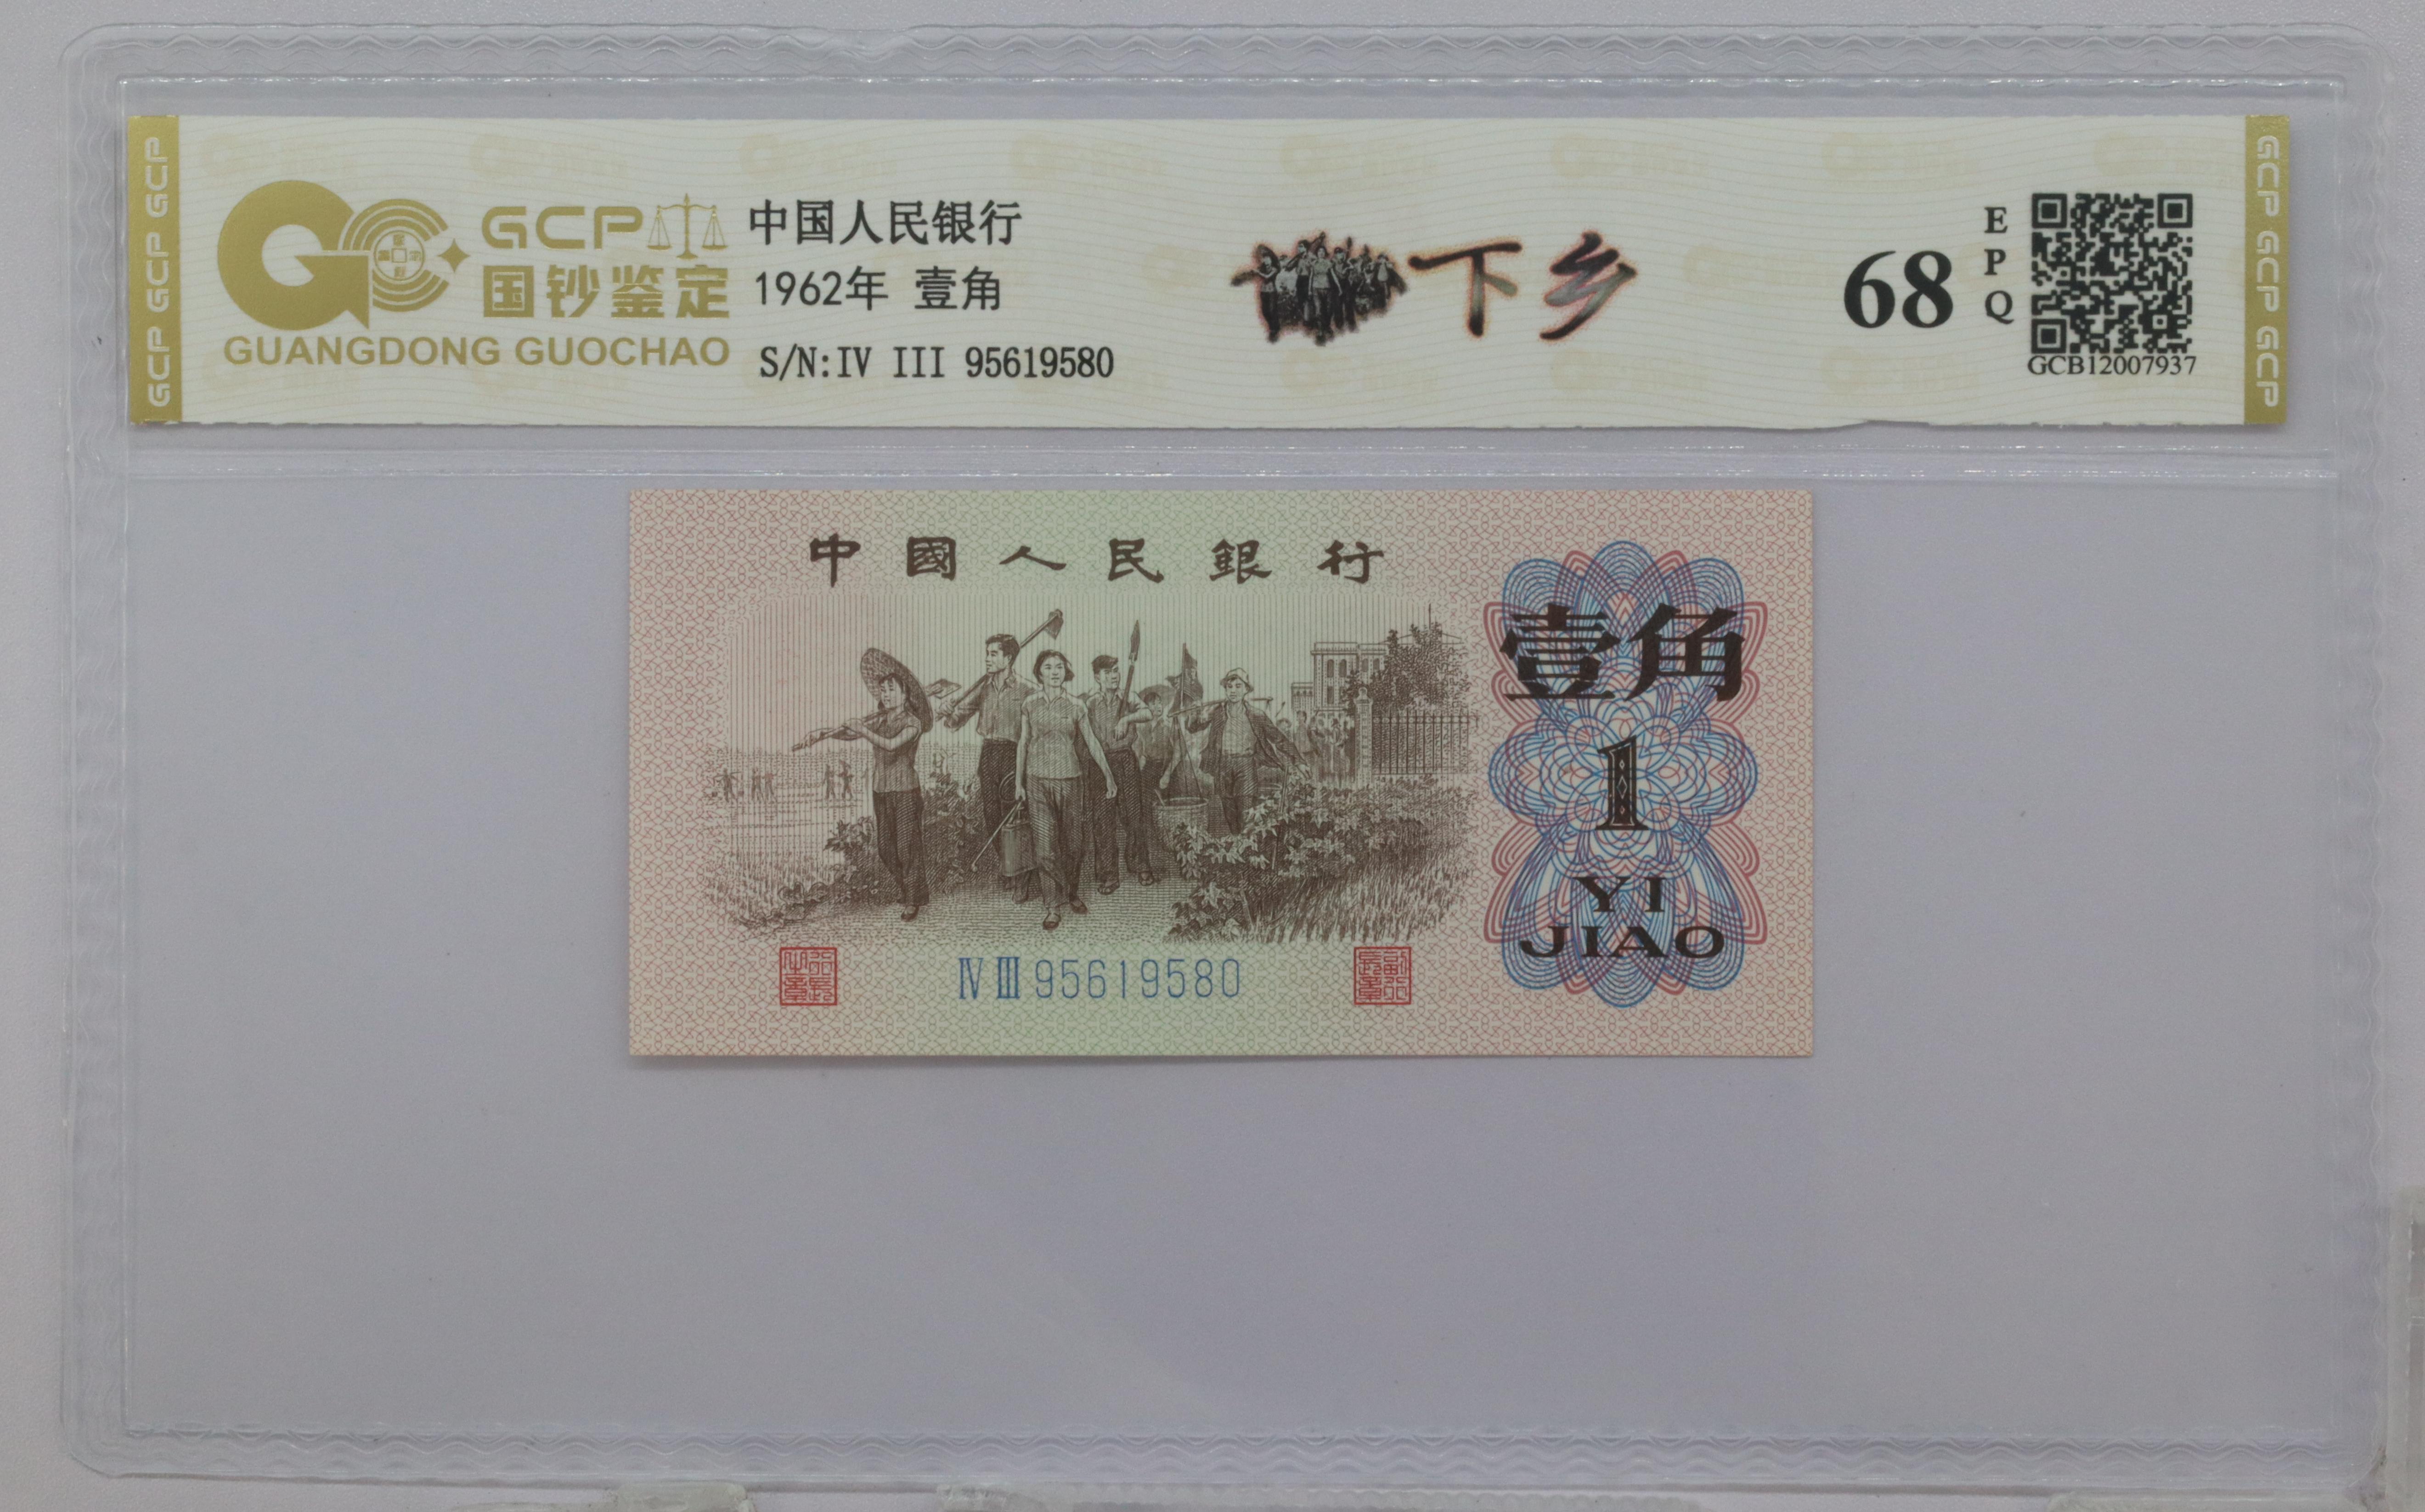 GCP GCP GCP
GCP
国钞鉴定
GUANGDONG GUOCHAO
中国人民银行
1962年 壹角
S/N:IV III 95619580
下乡
68
EPQ
GCB12007937
GCP GCP GCP
中國人民銀行
壹角
1
YI
JIAO
Ⅳ Ⅲ 95619580